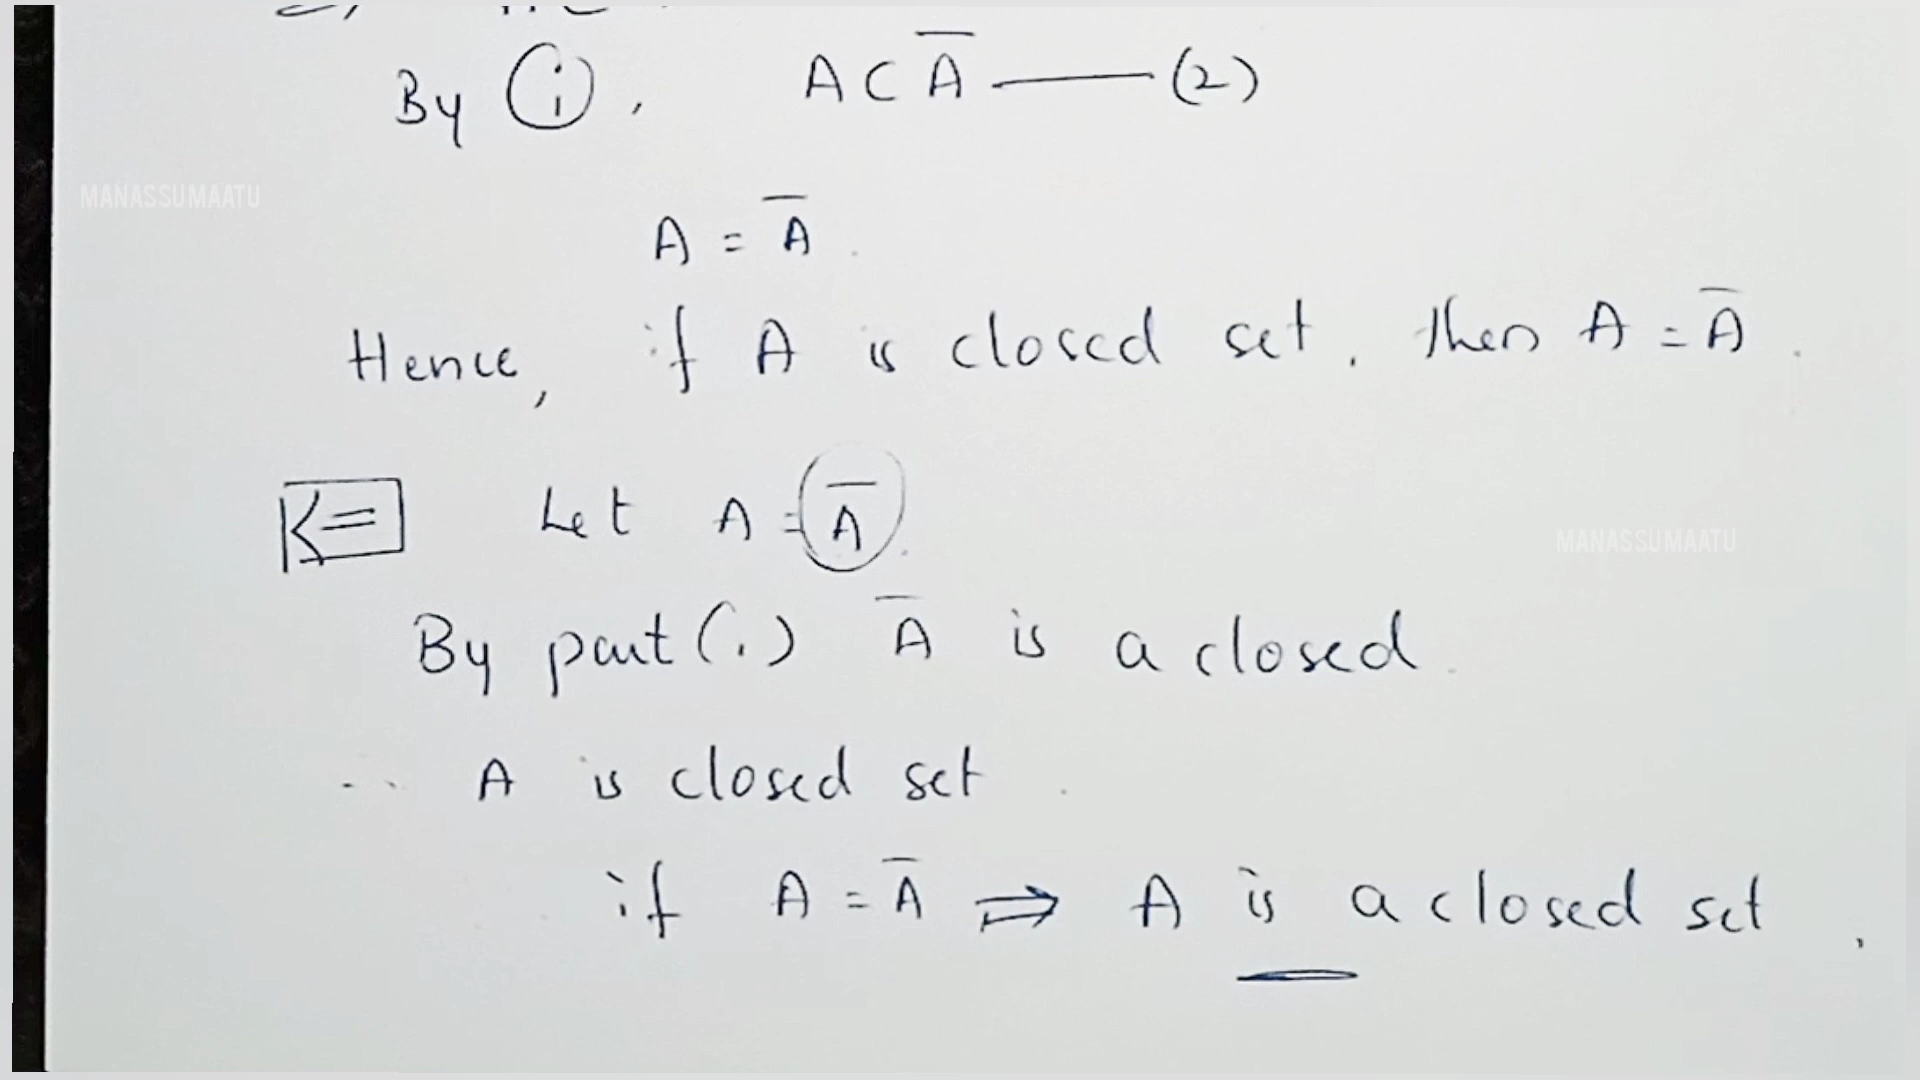 By (i), A ⊂ A̅ —— (2)
MANASSUMAATU
A = A̅.
Hence, if A is closed set, then A = A̅.
<= Let A = A̅.
MANASSUMAATU
By part (i) A̅ is a closed.
∴ A is closed set.
if A = A̅ ⇒ A is a closed set.